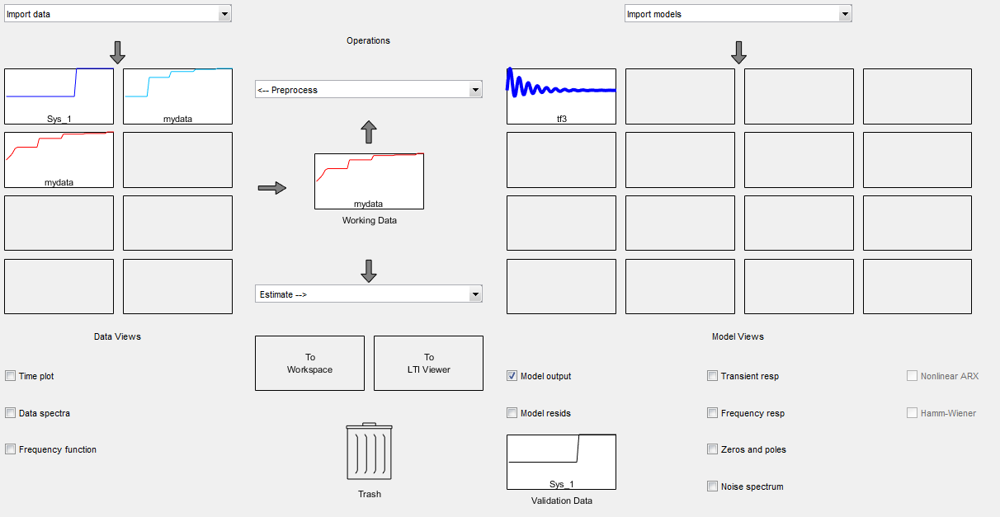 Import data
Import models
Operations
<-- Preprocess
Sys_1
mydata
tf3
mydata
mydata
Working Data
Estimate -->
Data Views
Model Views
To
Workspace
To
LTI Viewer
Time plot
Model output
Transient resp
Nonlinear ARX
Data spectra
Model resids
Frequency resp
Hamm-Wiener
Frequency function
Zeros and poles
Sys_1
Noise spectrum
Trash
Validation Data